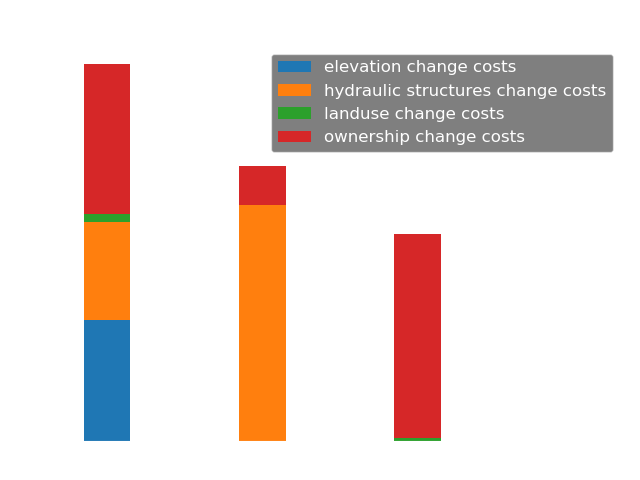 elevation change costs
hydraulic structures change costs
landuse change costs
ownership change costs